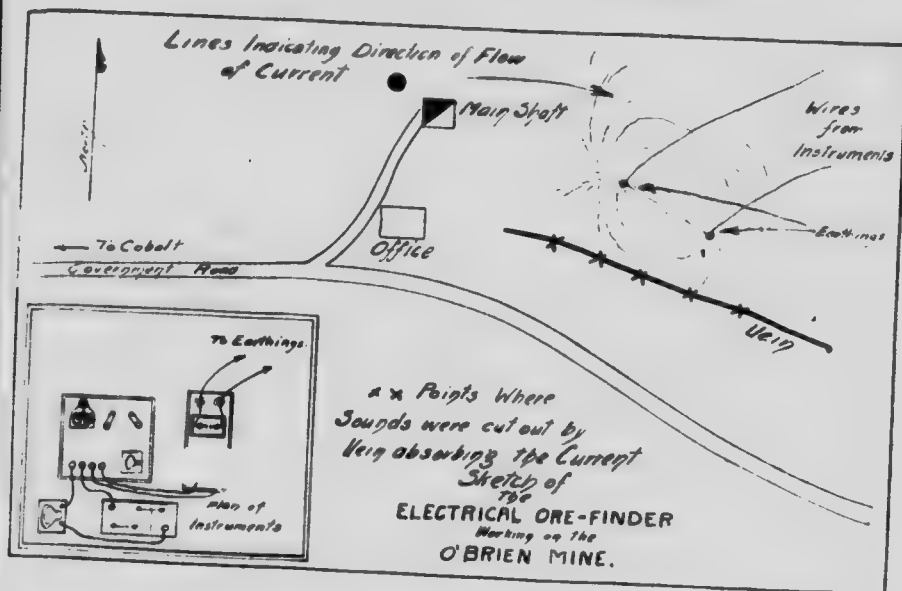 Lines Indicating Direction of Flow
of Current
North
Main Shaft
Wires
from
Instruments
Earthings
Office
To Cobalt
Government Road
Vein
To Earthings
Plan of
Instruments
x x Points Where
Sounds were cut out by
Vein absorbing the Current
Sketch of
the
ELECTRICAL ORE-FINDER
Working on the
O'BRIEN MINE.